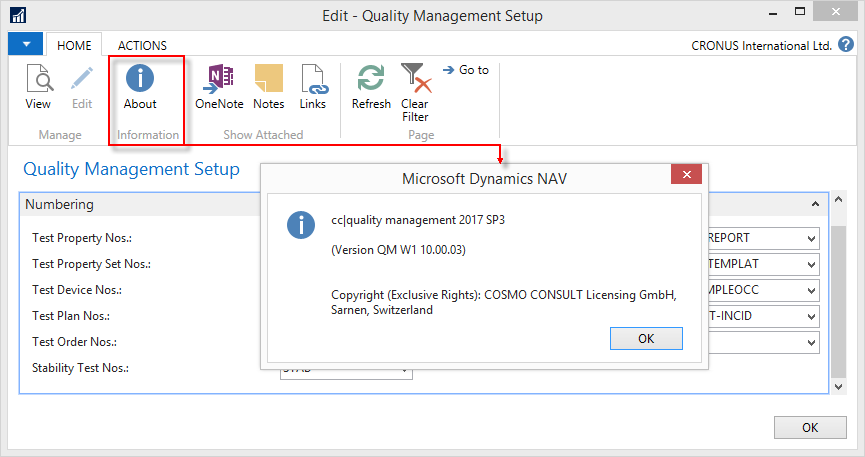 Edit - Quality Management Setup
HOME
ACTIONS
CRONUS International Ltd.
View
Edit
Manage
About
Information
OneNote
Notes
Links
Show Attached
Refresh
Clear
Filter
Go to
Page
Quality Management Setup
Numbering
Test Property Nos.:
REPORT
Test Property Set Nos.:
TEMPLAT
Test Device Nos.:
MPLEOCC
Test Plan Nos.:
T-INCID
Test Order Nos.:
Stability Test Nos.:
Microsoft Dynamics NAV
cc|quality management 2017 SP3
(Version QM W1 10.00.03)
Copyright (Exclusive Rights): COSMO CONSULT Licensing GmbH,
Sarnen, Switzerland
OK
OK